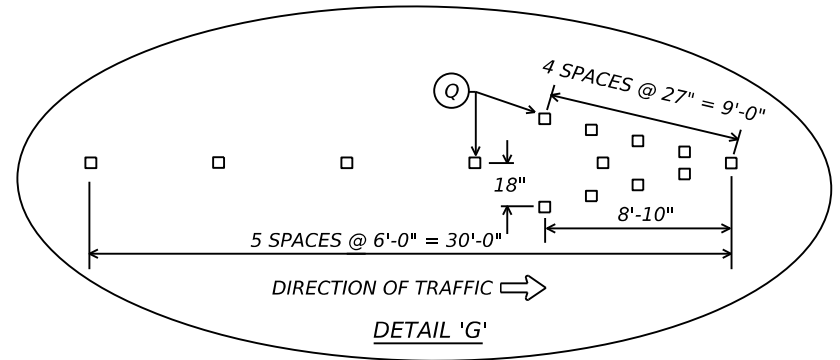 4 SPACES @ 27" = 9'-0"
Q
18"
8'-10"
5 SPACES @ 6'-0" = 30'-0"
DIRECTION OF TRAFFIC
DETAIL 'G'